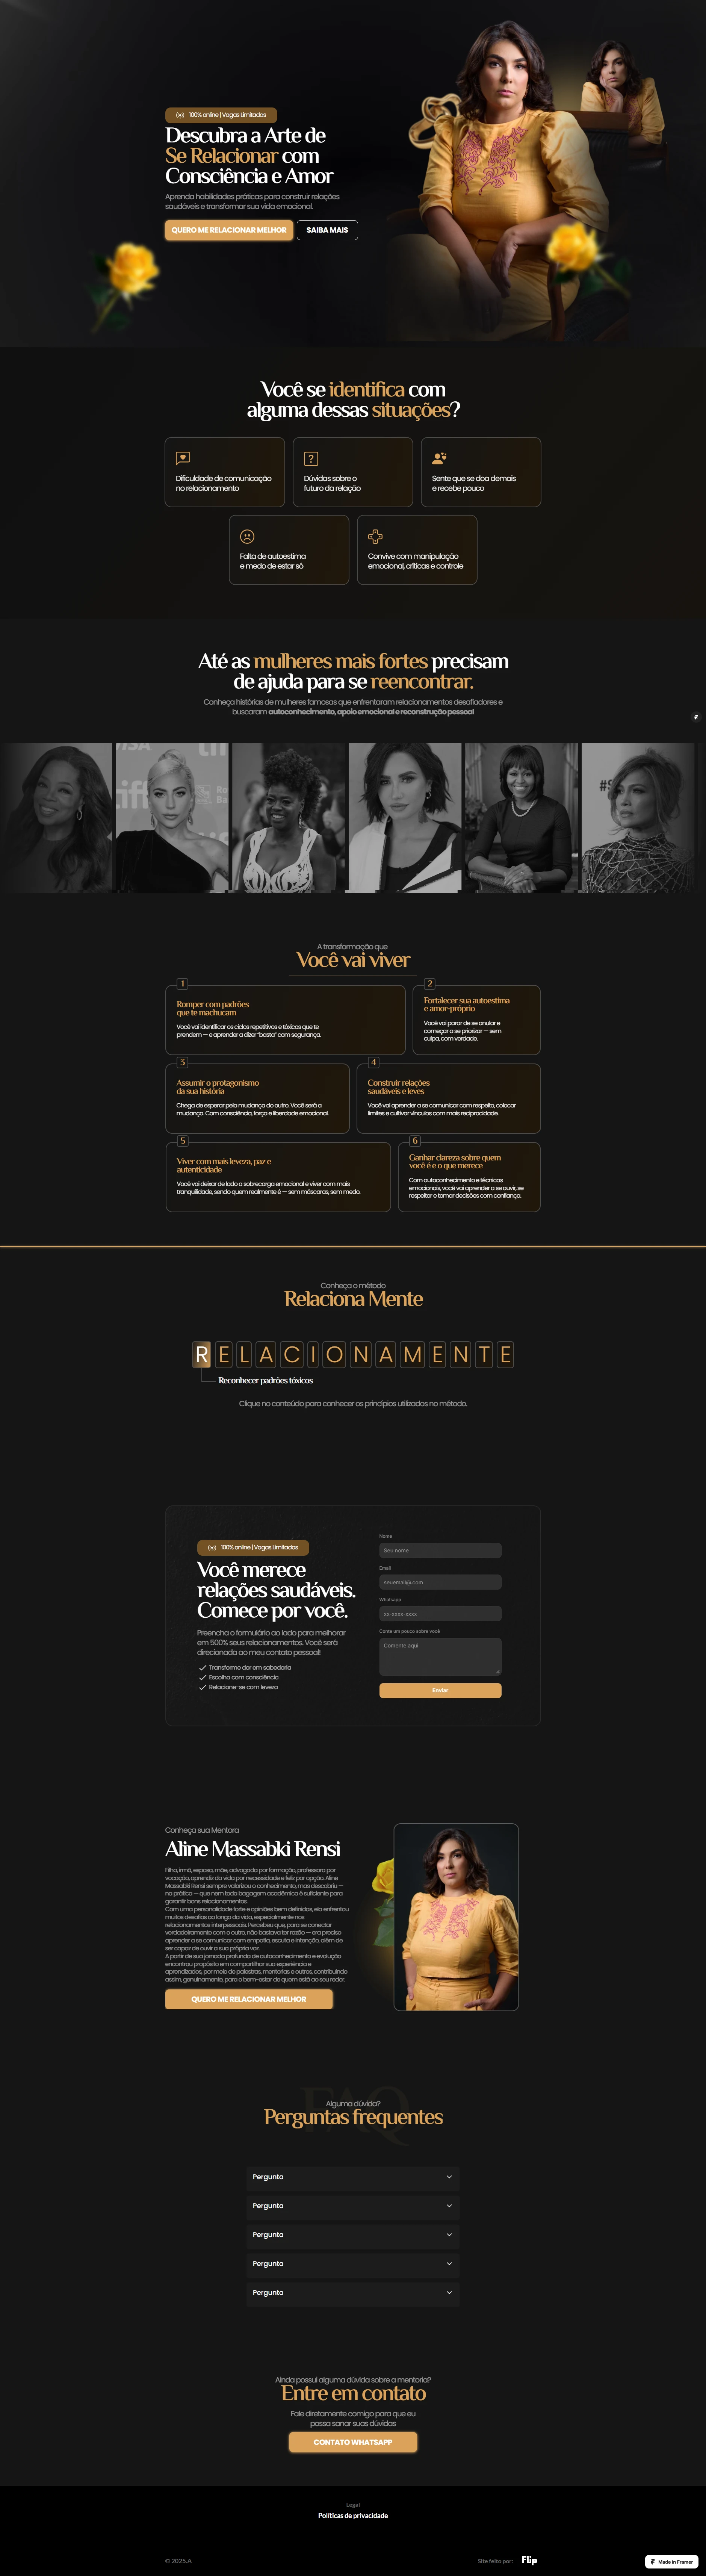 100% online | Vagas Limitadas
Descubra a Arte de
Se Relacionar com
Consciência e Amor
Aprenda habilidades práticas para construir relações
saudáveis e transformar sua vida emocional.
QUERO ME RELACIONAR MELHOR
SAIBA MAIS
Você se identifica com
alguma dessas situações?
Dificuldade de comunicação
no relacionamento
Dúvidas sobre o
futuro da relação
Sente que se doa demais
e recebe pouco
Falta de autoestima
e medo de estar só
Convive com manipulação
emocional, críticas e controle
Até as mulheres mais fortes precisam
de ajuda para se reencontrar.
Conheça histórias de mulheres famosas que enfrentaram relacionamentos desafiadores e
buscaram autoconhecimento, apoio emocional e reconstrução pessoal
A transformação que
Você vai viver
1
Romper com padrões
que te machucam
Você vai identificar os ciclos repetitivos e tóxicos que te
prendem — e aprender a dizer "basta" com segurança.
2
Fortalecer sua autoestima
e amor-próprio
Você vai parar de se anular e
começar a se priorizar — sem
culpa, com verdade.
3
Assumir o protagonismo
da sua história
Chega de esperar pela mudança do outro. Você será a
mudança. Com consciência, força e liberdade emocional.
4
Construir relações
saudáveis e leves
Você vai aprender a se comunicar com respeito, colocar
limites e cultivar vínculos com mais reciprocidade.
5
Viver com mais leveza, paz e
autenticidade
Você vai deixar de lado a sobrecarga emocional e viver com mais
tranquilidade, sendo quem realmente é — sem máscaras, sem medo.
6
Ganhar clareza sobre quem
você é e o que merece
Com autoconhecimento e técnicas
emocionais, você vai aprender a se ouvir, se
respeitar e tomar decisões com confiança.
Conheça o método
Relaciona Mente
RELACIONAMENTE
Reconhecer padrões tóxicos
Clique no conteúdo para conhecer os princípios utilizados no método.
100% online | Vagas Limitadas
Você merece
relações saudáveis.
Comece por você.
Preencha o formulário ao lado para melhorar
em 500% seus relacionamentos. Você será
direcionada ao meu contato pessoal!
Transforme dor em sabedoria
Escolha com consciência
Relacione-se com leveza
Nome
Seu nome
Email
seuemail@.com
Whatsapp
xx-xxxx-xxxx
Conte um pouco sobre você
Comente aqui
Enviar
Conheça sua Mentora
Aline Massabki Rensi
Filha, irmã, esposa, mãe, advogada por formação, professora por
vocação, aprendiz da vida por necessidade e feliz por opção. Aline
Massabki Rensi sempre valorizou o conhecimento, mas descobriu —
na prática — que nem toda bagagem acadêmica é suficiente para
garantir bons relacionamentos.
Com uma personalidade forte e opiniões bem definidas, ela enfrentou
muitos desafios ao longo da vida, especialmente nos
relacionamentos interpessoais. Percebeu que, para se conectar
verdadeiramente com o outro, não bastava ter razão — era preciso
aprender a se comunicar com empatia, escuta e intenção, além de
ser capaz de ouvir a sua própria voz.
A partir de sua jornada profunda de autoconhecimento e evolução
encontrou propósito em compartilhar sua experiência e
aprendizados, por meio de palestras, mentorias e outros, contribuindo
assim, genuinamente, para o bem-estar de quem está ao seu redor.
QUERO ME RELACIONAR MELHOR
FAQ
Alguma dúvida?
Perguntas frequentes
Pergunta
Pergunta
Pergunta
Pergunta
Pergunta
Ainda possui alguma dúvida sobre a mentoria?
Entre em contato
Fale diretamente comigo para que eu
possa sanar suas dúvidas
CONTATO WHATSAPP
Legal
Políticas de privacidade
© 2025.A
Site feito por:
Flip
Made in Framer